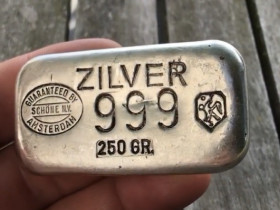 ZILVER
GUARANTEED BY
SCHÖNE N.V.
AMSTERDAM
999
250 GR.